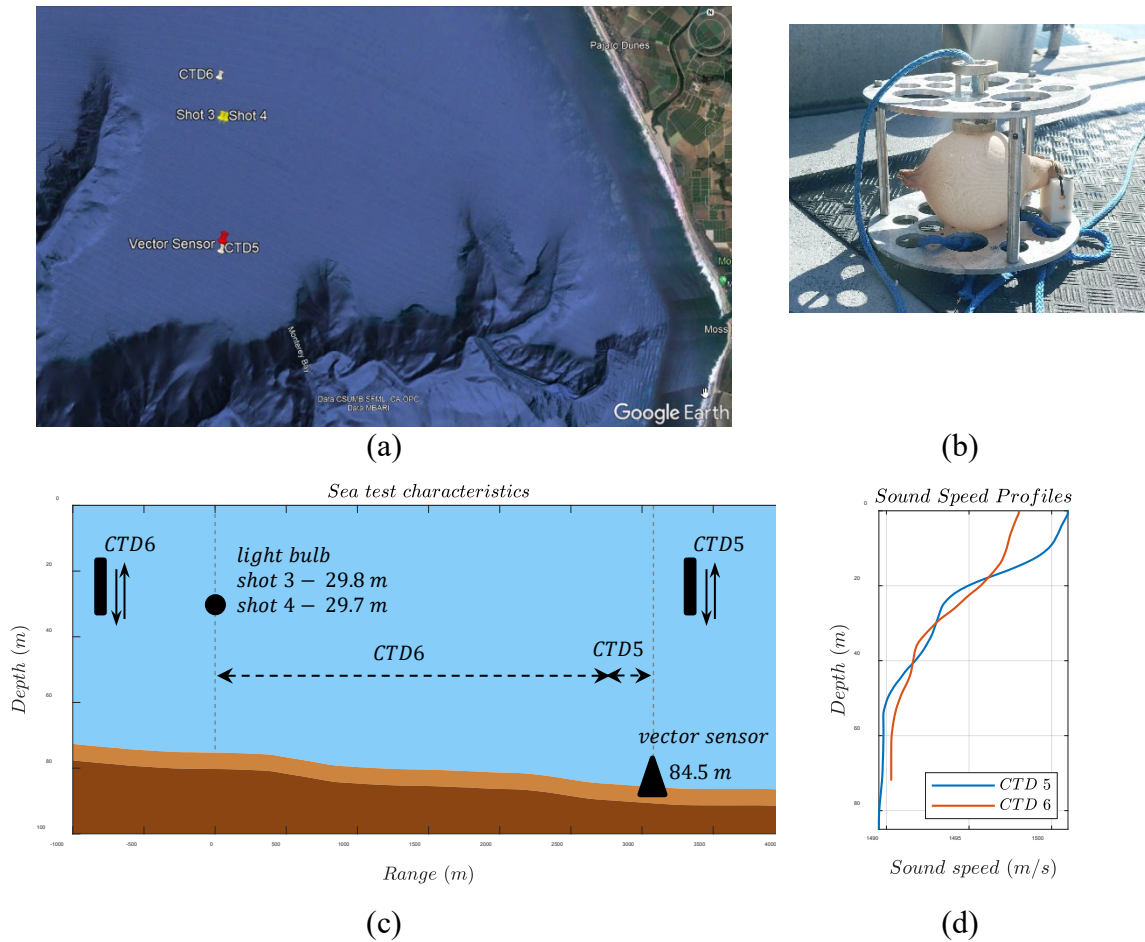 Pajaro Dunes
CTD6
Shot 3 Shot 4
Vector Sensor CTD5
Monterey Bay
Mo
M
Moss
Data CSUMB SFML, CA OPC
Data MBARI
Google Earth
N
(a)
(b)
Sea test characteristics
0
20
40
60
80
100
Depth (m)
CTD6
light bulb
shot 3 − 29.8 m
shot 4 − 29.7 m
CTD5
CTD6
CTD5
vector sensor
84.5 m
-1000 -500 0 500 1000 1500 2000 2500 3000 3500 4000
Range (m)
(c)
Sound Speed Profiles
0
20
40
60
80
Depth (m)
CTD 5
CTD 6
1490 1495 1500
Sound speed (m/s)
(d)